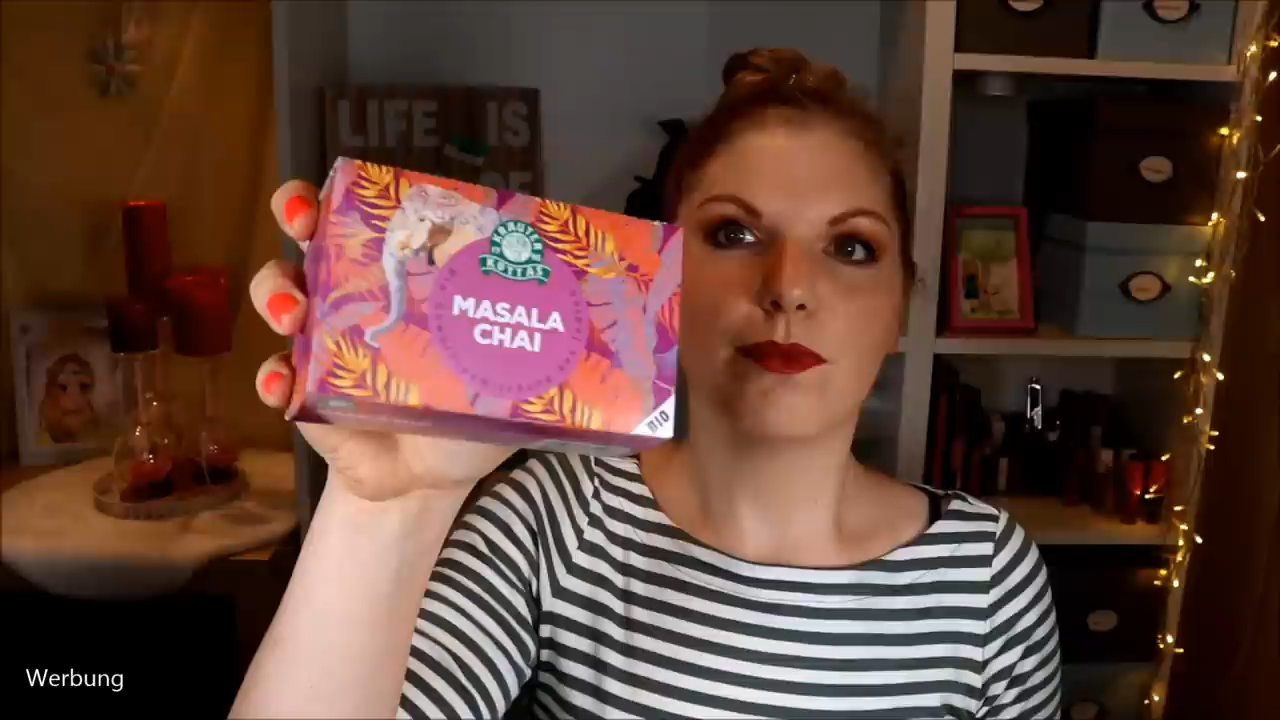 LIFE IS
KRÄUTER
KOTTAS
MASALA
CHAI
BIO
Werbung